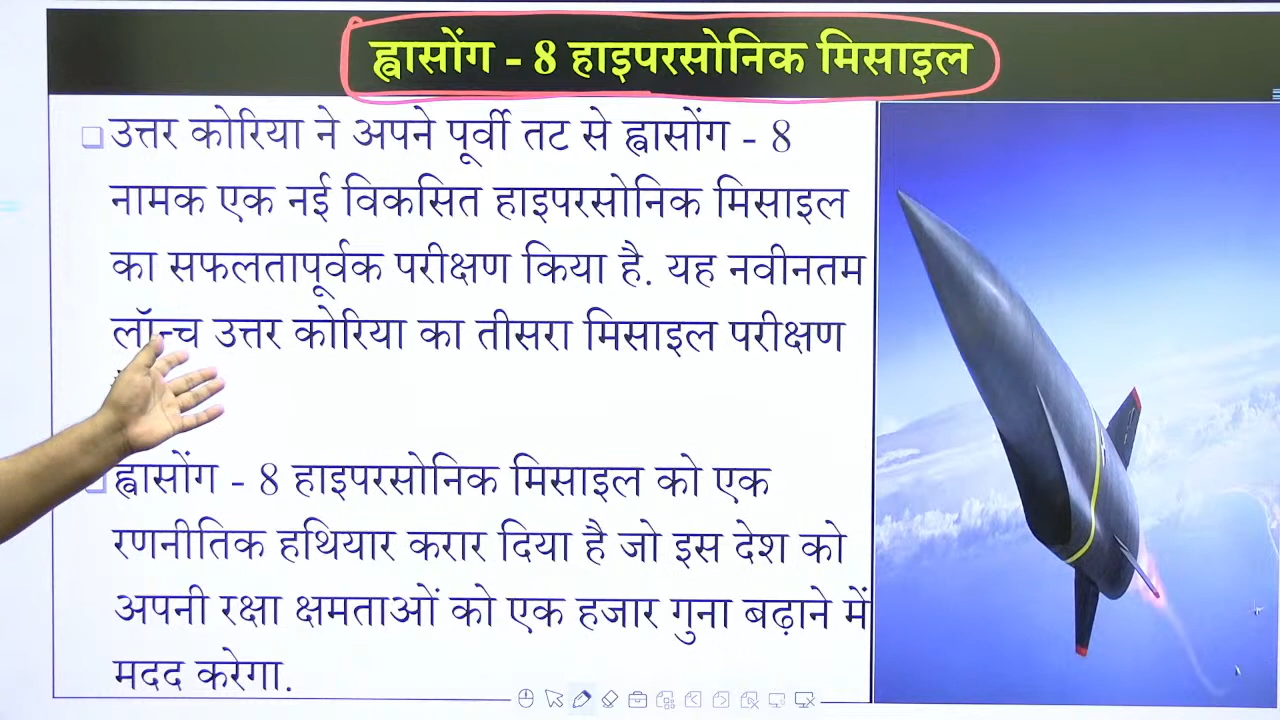 ह्वासोंग - 8 हाइपरसोनिक मिसाइल
उत्तर कोरिया ने अपने पूर्वी तट से ह्वासोंग - 8
नामक एक नई विकसित हाइपरसोनिक मिसाइल
का सफलतापूर्वक परीक्षण किया है. यह नवीनतम
लॉन्च उत्तर कोरिया का तीसरा मिसाइल परीक्षण
ह्वासोंग - 8 हाइपरसोनिक मिसाइल को एक
रणनीतिक हथियार करार दिया है जो इस देश को
अपनी रक्षा क्षमताओं को एक हजार गुना बढ़ाने में
मदद करेगा.